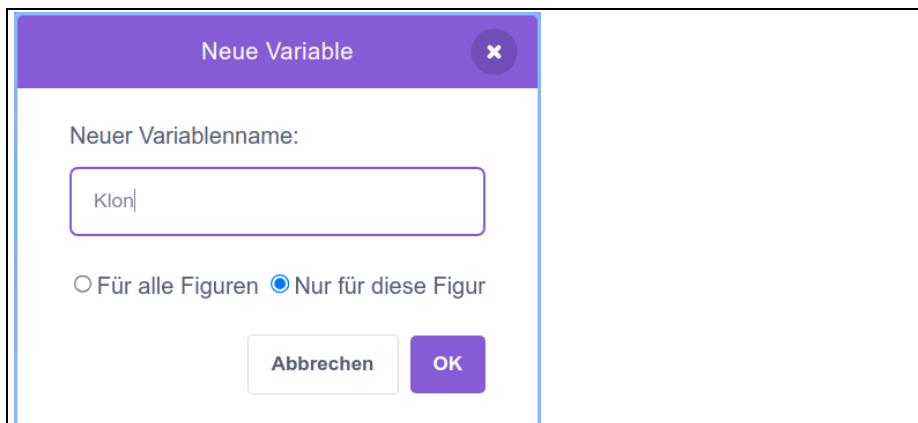 Neue Variable
Neuer Variablenname:
Klon
Für alle Figuren Nur für diese Figur
Abbrechen OK